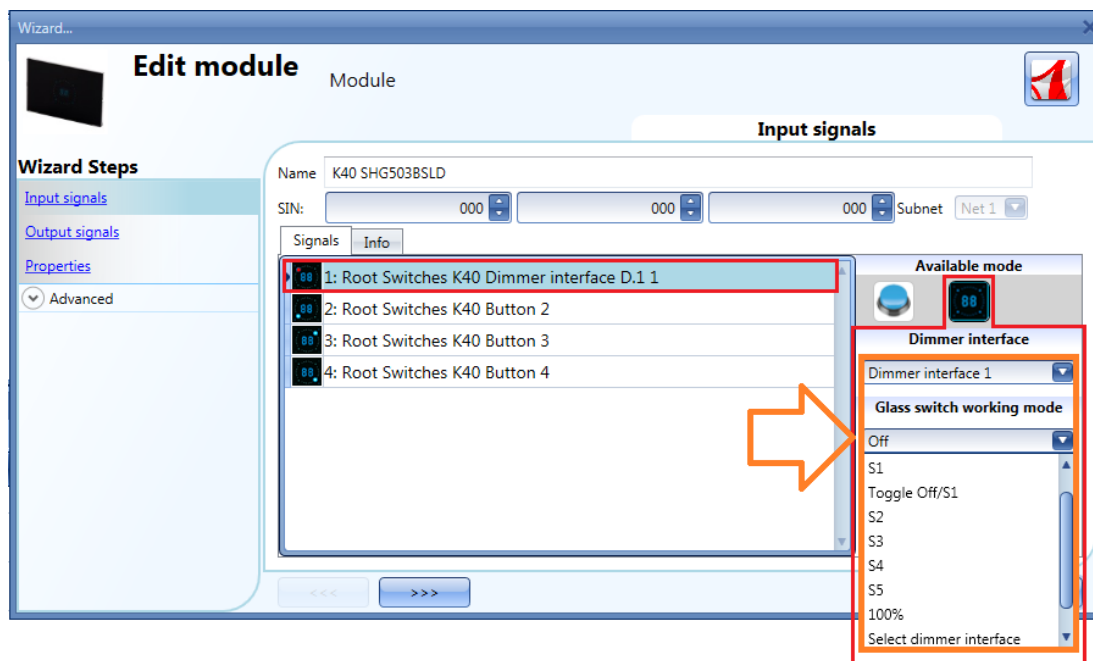 Wizard...
Edit module
Module
Input signals
Wizard Steps
Input signals
Output signals
Properties
Advanced
Name K40 SHG503BSLD
SIN: 000 000 000 Subnet Net 1
Signals Info
1: Root Switches K40 Dimmer interface D.1 1
2: Root Switches K40 Button 2
3: Root Switches K40 Button 3
4: Root Switches K40 Button 4
Available mode
88
Dimmer interface
Dimmer interface 1
Glass switch working mode
Off
S1
Toggle Off/S1
S2
S3
S4
S5
100%
Select dimmer interface
<<< >>>